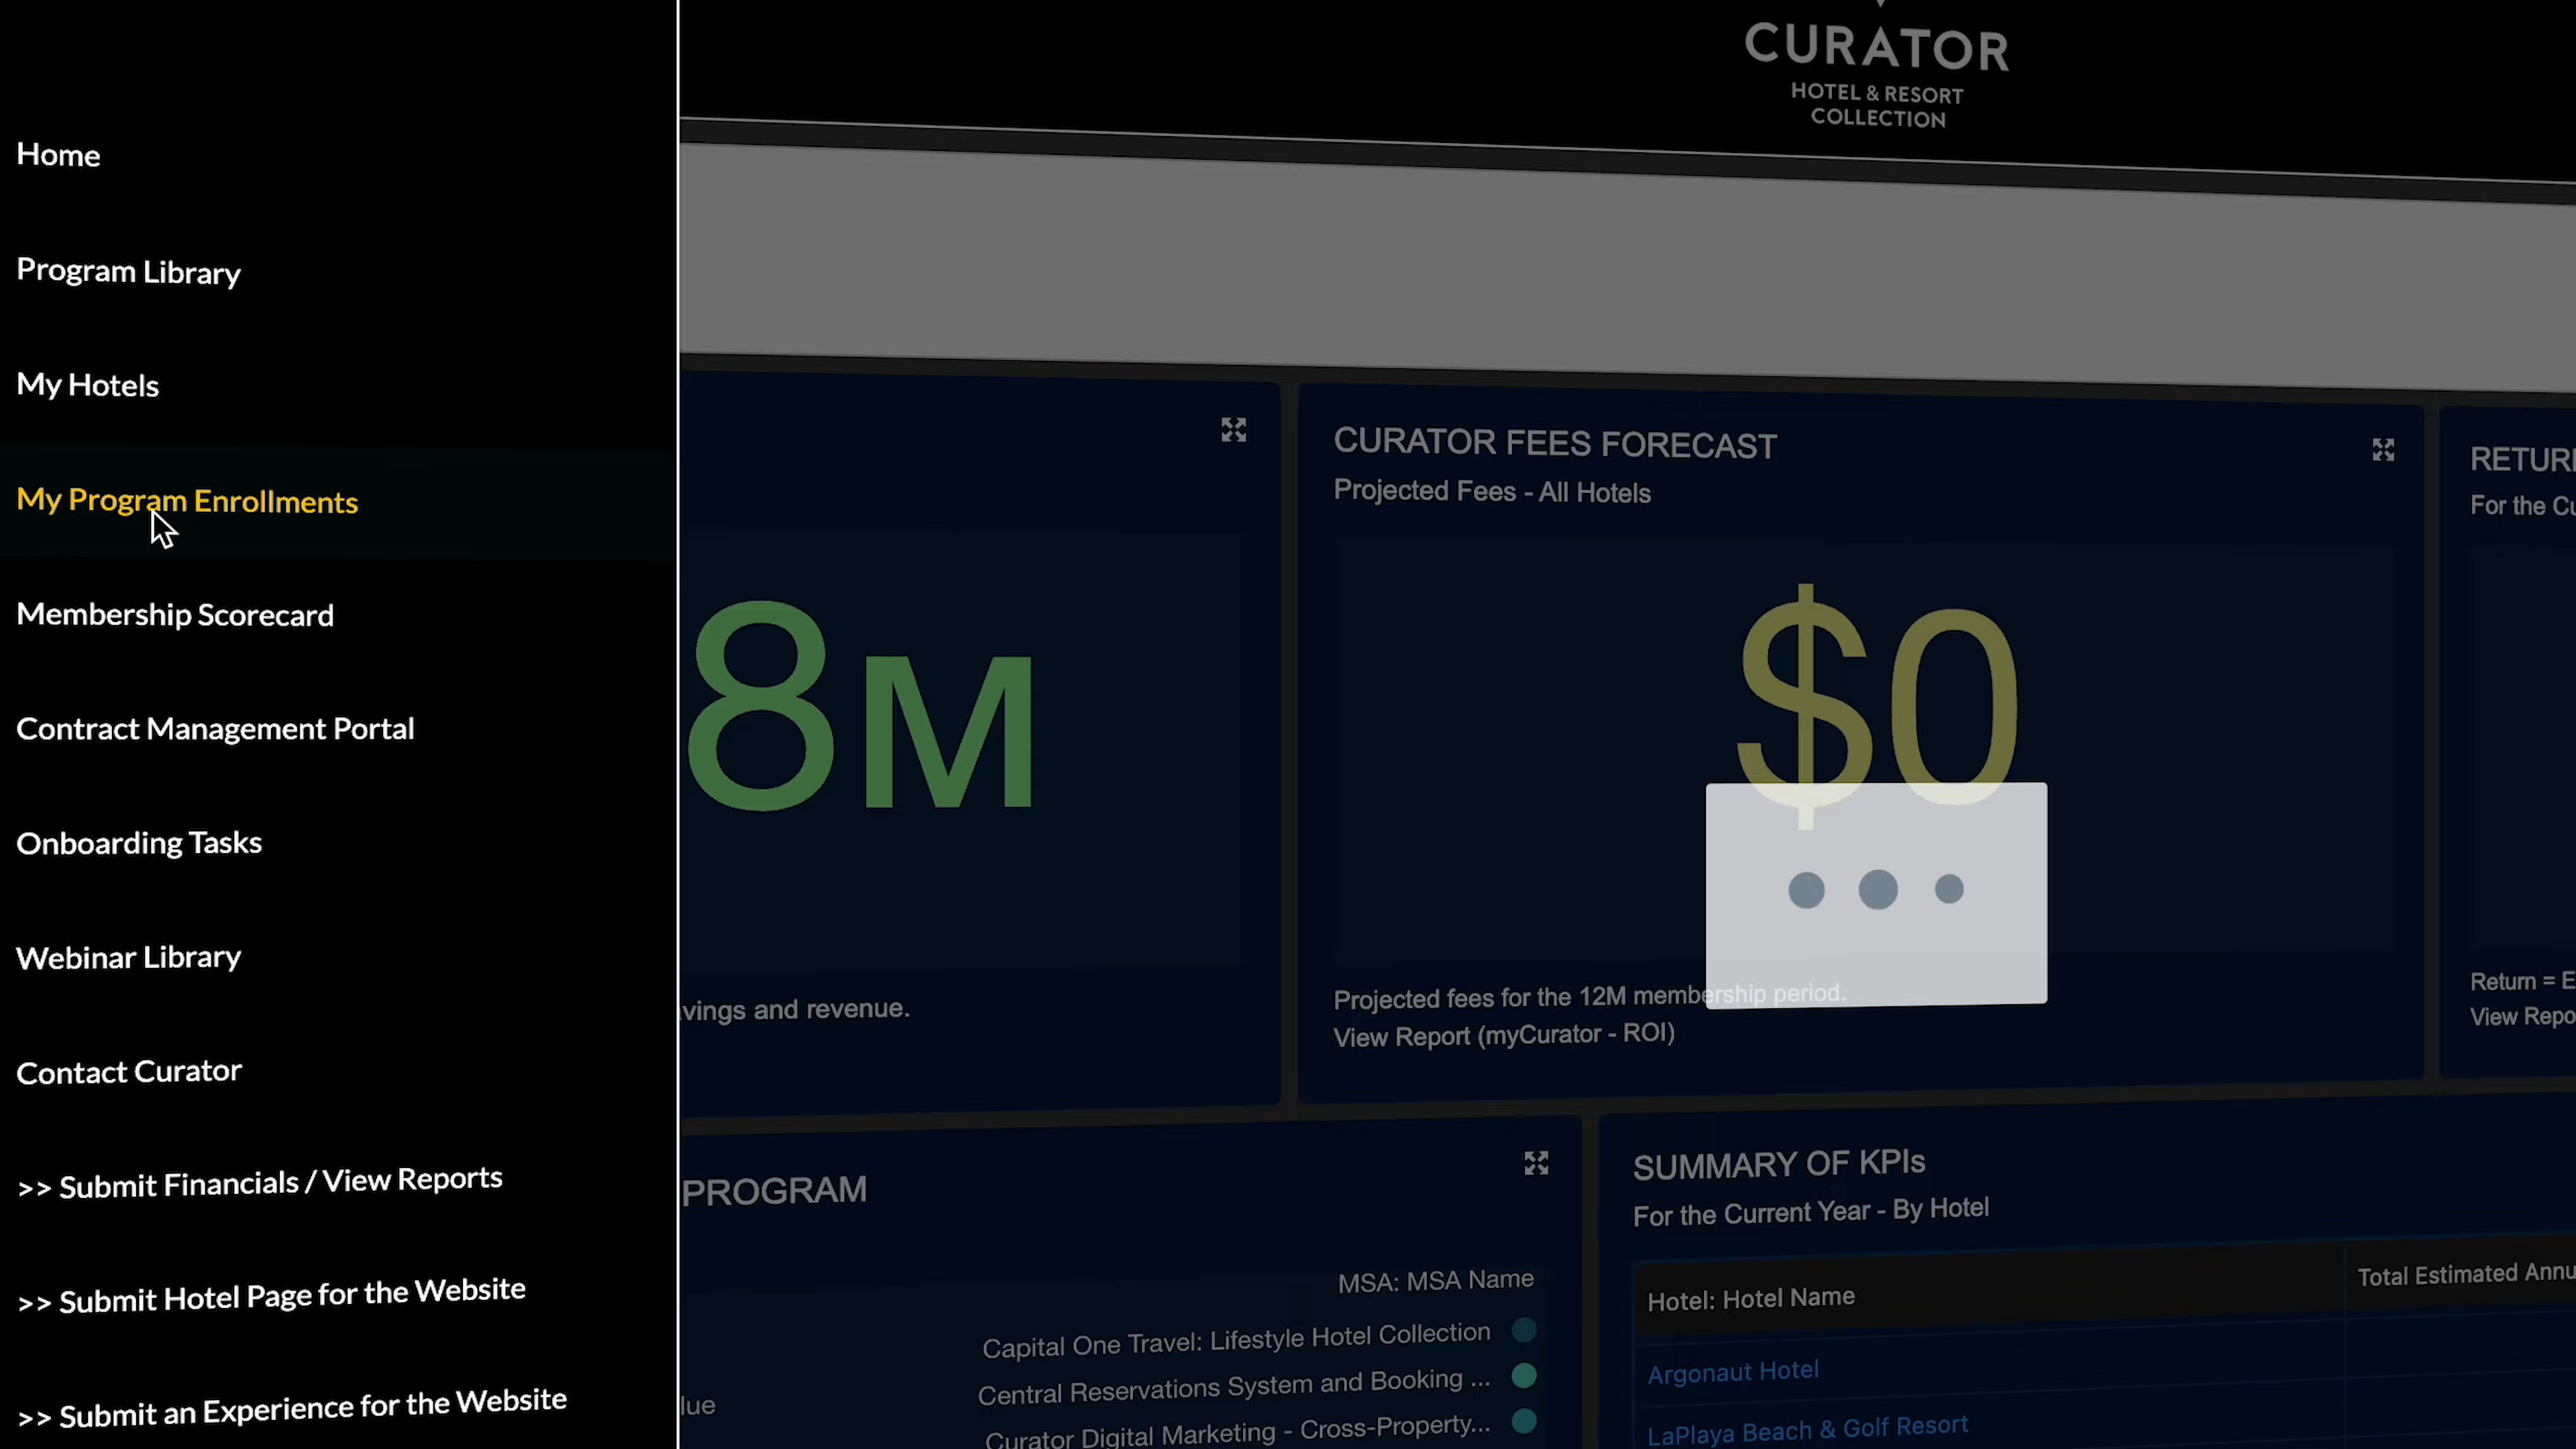 Home
Program Library
My Hotels
My Program Enrollments
Membership Scorecard
Contract Management Portal
Onboarding Tasks
Webinar Library
Contact Curator
>> Submit Financials / View Reports
>> Submit Hotel Page for the Website
>> Submit an Experience for the Website
CURATOR
HOTEL & RESORT
COLLECTION
8M
vings and revenue.
CURATOR FEES FORECAST
Projected Fees - All Hotels
$0
Projected fees for the 12M membership period.
View Report (myCurator - ROI)
RETUR
For the Cu
Return = E
View Repo
PROGRAM
MSA: MSA Name
Capital One Travel: Lifestyle Hotel Collection
Central Reservations System and Booking ...
Curator Digital Marketing - Cross-Property...
lue
SUMMARY OF KPIs
For the Current Year - By Hotel
Hotel: Hotel Name
Total Estimated Annu
Argonaut Hotel
LaPlaya Beach & Golf Resort